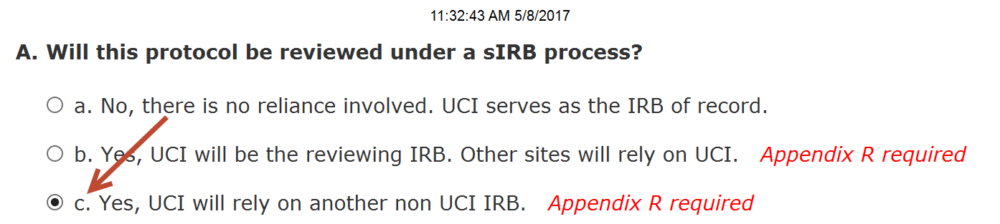 11:32:43 AM 5/8/2017
A. Will this protocol be reviewed under a sIRB process?
a. No, there is no reliance involved. UCI serves as the IRB of record.
b. Yes, UCI will be the reviewing IRB. Other sites will rely on UCI. Appendix R required
c. Yes, UCI will rely on another non UCI IRB. Appendix R required